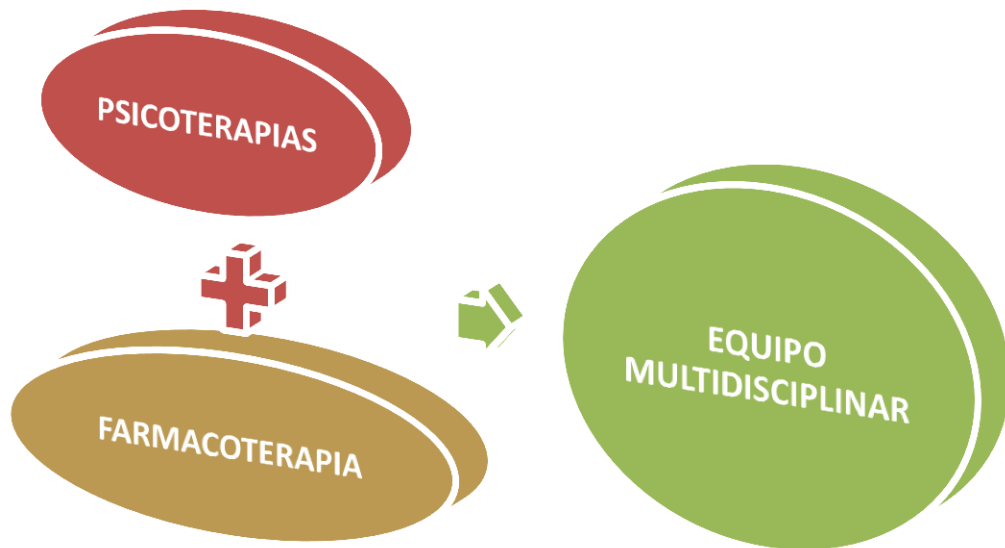 PSICOTERAPIAS
FARMACOTERAPIA
EQUIPO
MULTIDISCIPLINAR